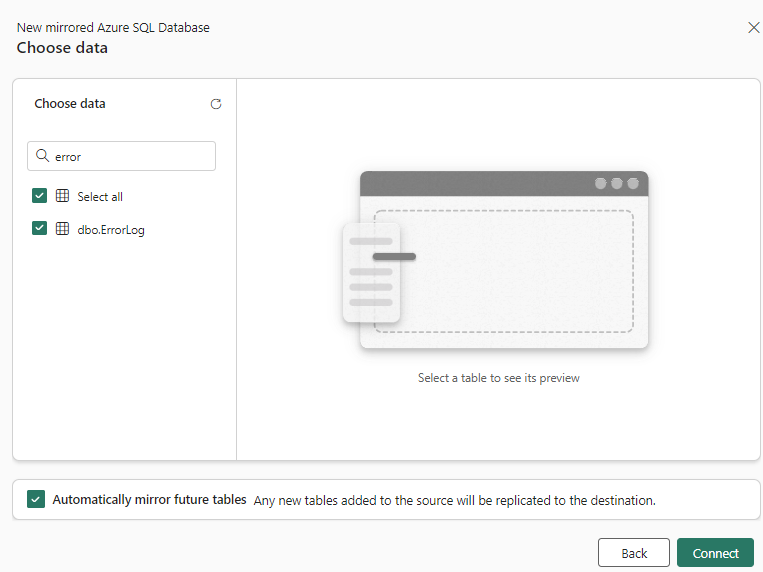 New mirrored Azure SQL Database
Choose data
Choose data
error
Select all
dbo.ErrorLog
Select a table to see its preview
Automatically mirror future tables Any new tables added to the source will be replicated to the destination.
Back
Connect